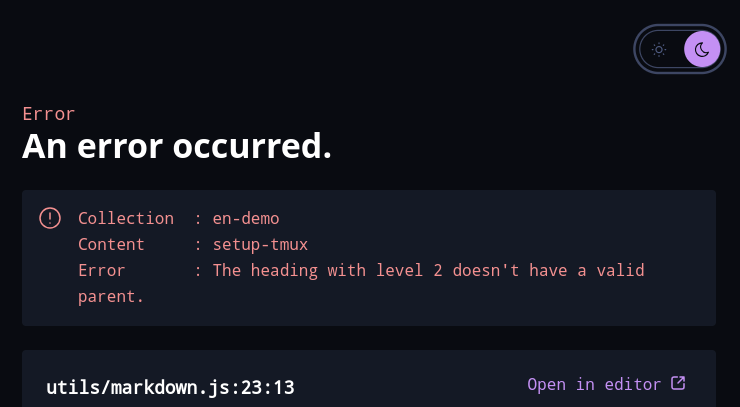 Error
An error occurred.
Collection  : en-demo
Content     : setup-tmux
Error       : The heading with level 2 doesn't have a valid
parent.
utils/markdown.js:23:13
Open in editor